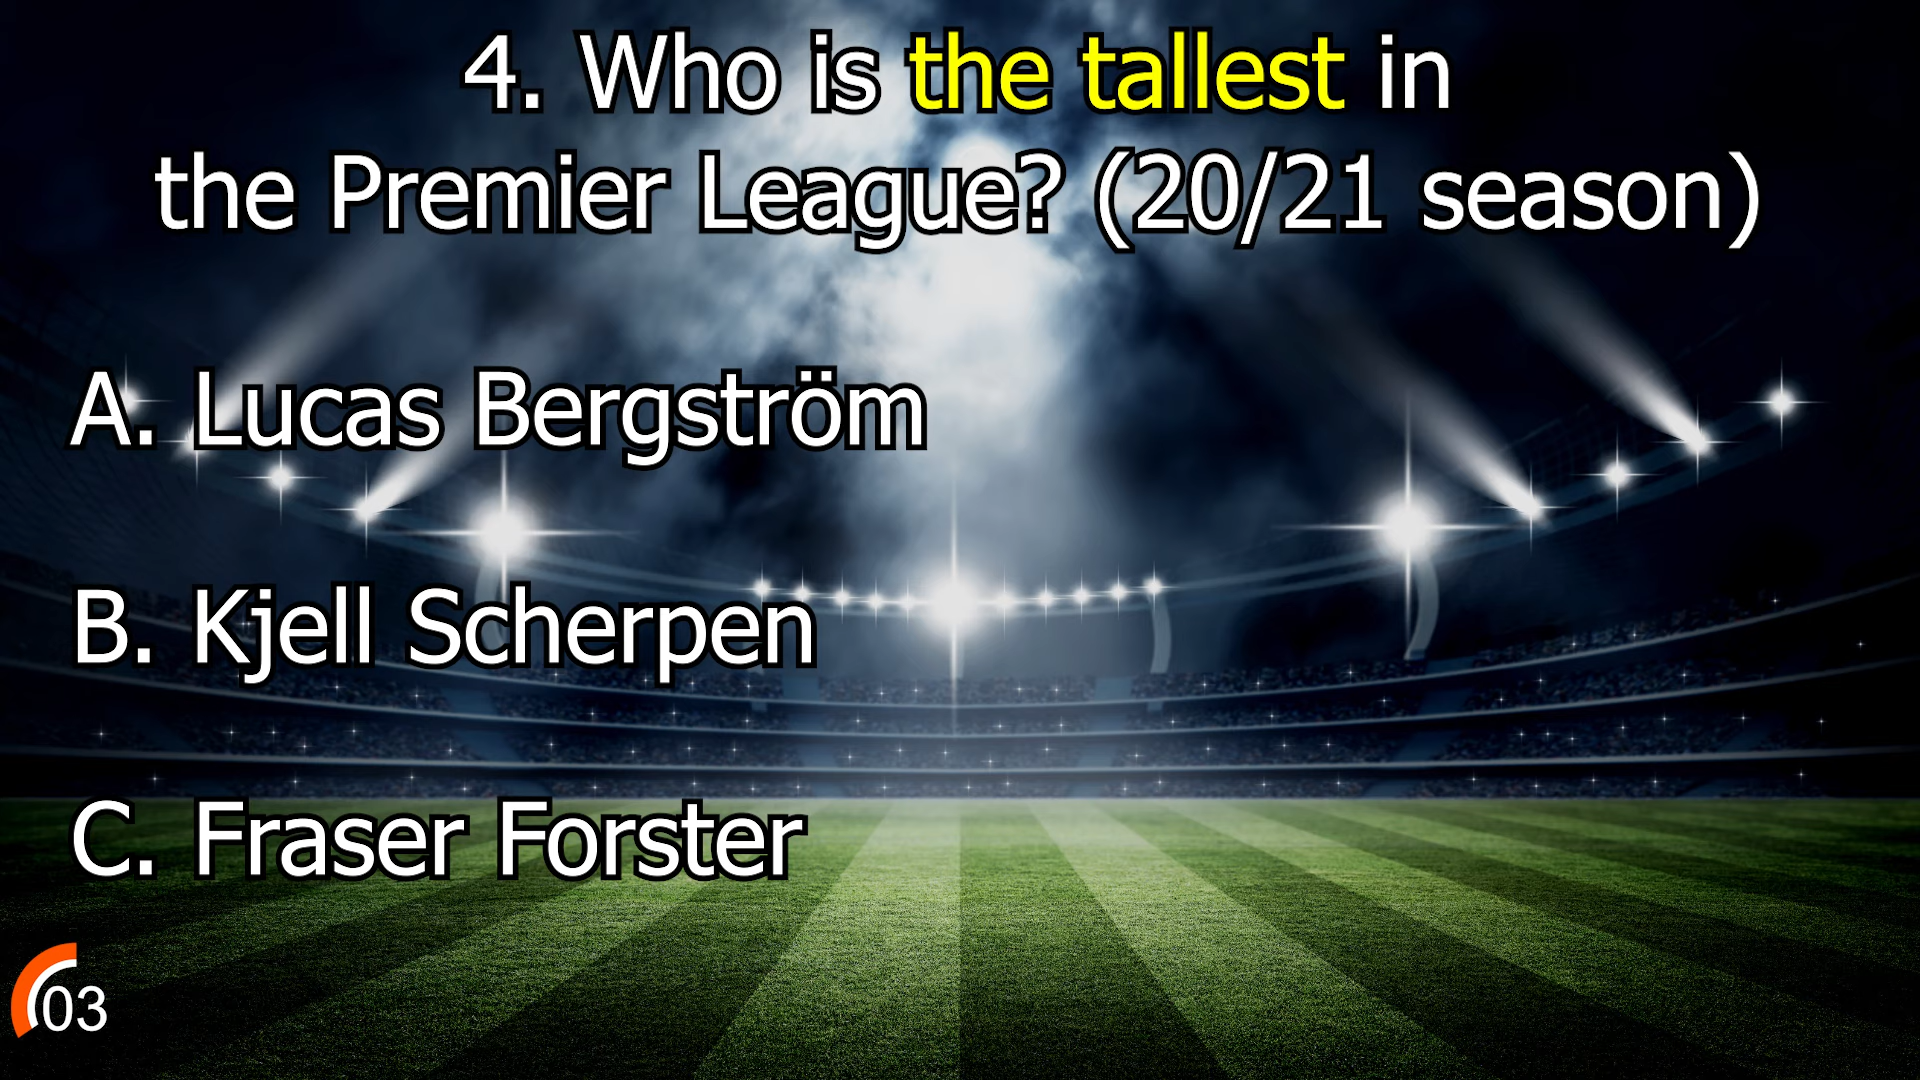 4. Who is the tallest in
the Premier League? (20/21 season)
A. Lucas Bergström
B. Kjell Scherpen
C. Fraser Forster
03